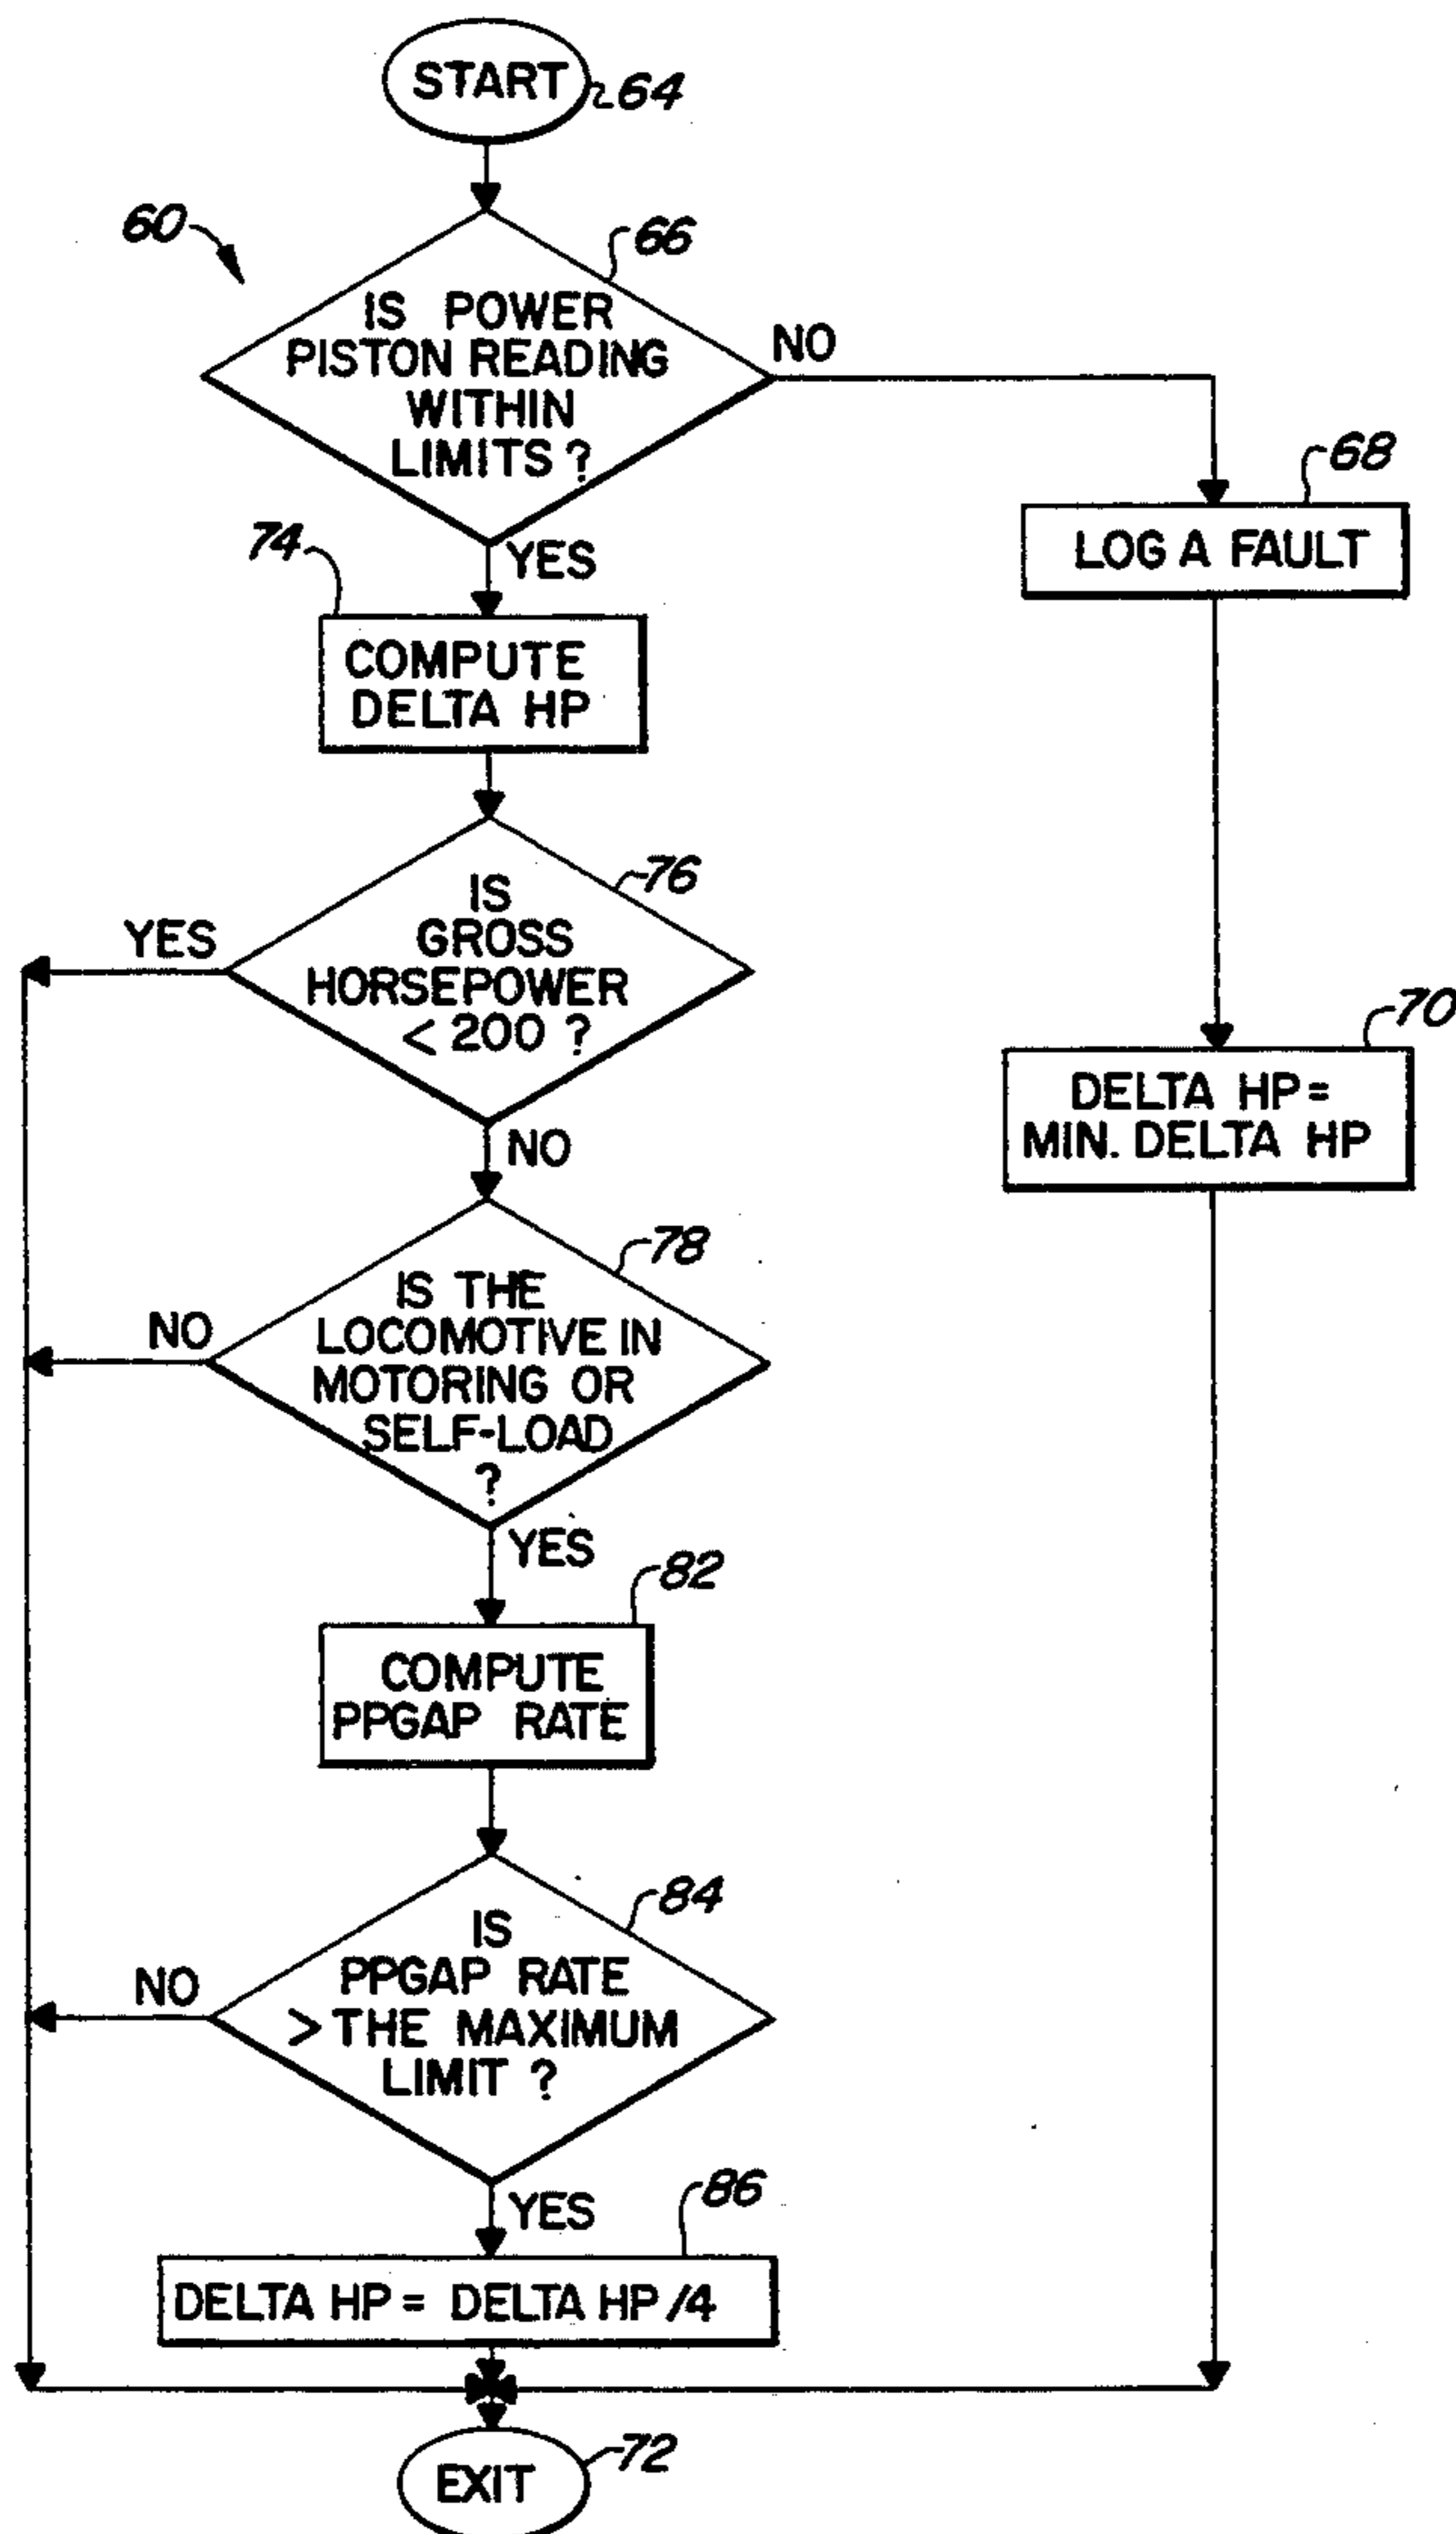 START
64
60
66
IS POWER
PISTON READING
WITHIN
LIMITS ?
NO
68
LOG A FAULT
74
YES
COMPUTE
DELTA HP
76
IS
GROSS
HORSEPOWER
< 200 ?
YES
70
DELTA HP =
MIN. DELTA HP
NO
78
IS THE
LOCOMOTIVE IN
MOTORING OR
SELF-LOAD
?
NO
YES
82
COMPUTE
PPGAP RATE
84
IS
PPGAP RATE
> THE MAXIMUM
LIMIT ?
NO
YES
86
DELTA HP = DELTA HP /4
EXIT
72